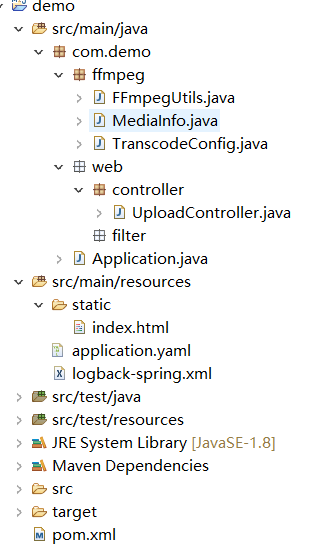 demo
src/main/java
com.demo
ffmpeg
FFmpegUtils.java
MediaInfo.java
TranscodeConfig.java
web
controller
UploadController.java
filter
Application.java
src/main/resources
static
index.html
application.yaml
logback-spring.xml
src/test/java
src/test/resources
JRE System Library [JavaSE-1.8]
Maven Dependencies
src
target
pom.xml